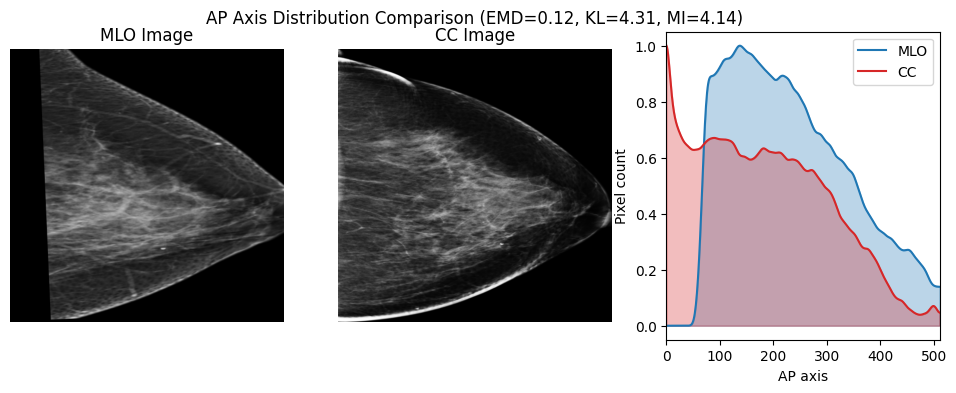 AP Axis Distribution Comparison (EMD=0.12, KL=4.31, MI=4.14)
MLO Image
CC Image
MLO
CC
Pixel count
1.0
0.8
0.6
0.4
0.2
0.0
0 100 200 300 400 500
AP axis